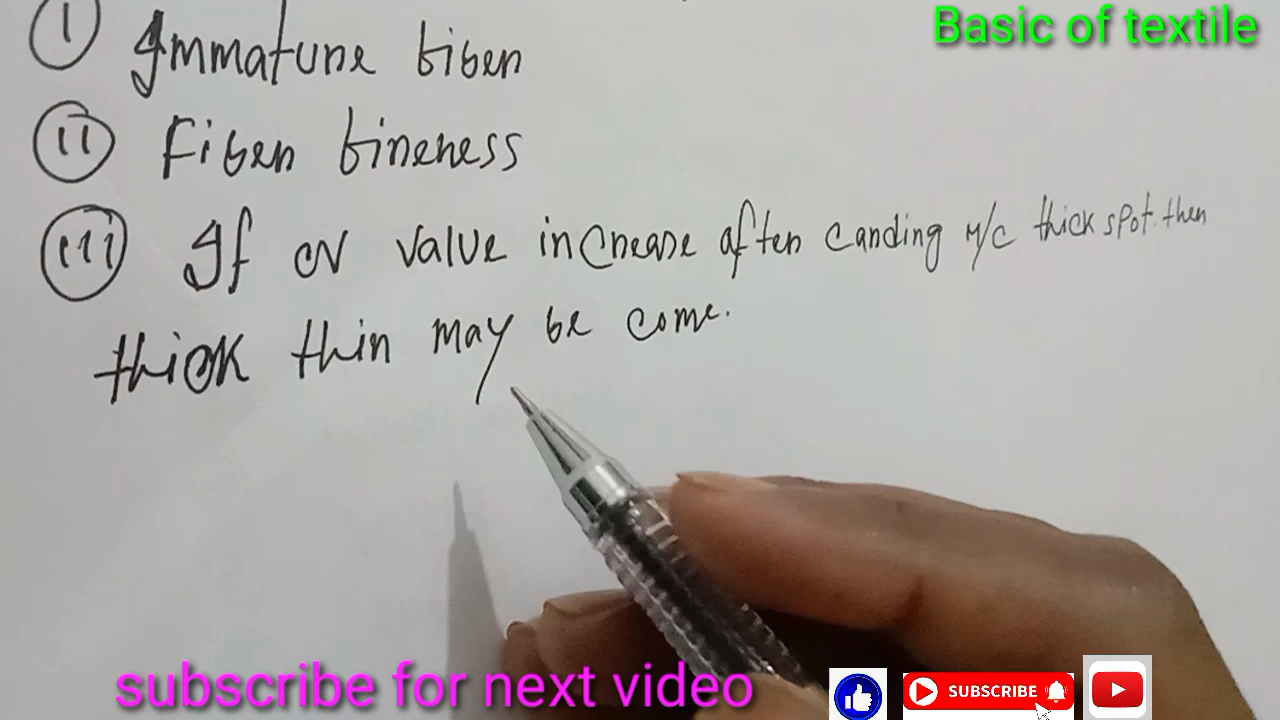 Basic of textile
(i) Immature fiber
(ii) Fiber fineness
(iii) If CV value increase after carding m/c thick spot. then
thick thin may be come.
subscribe for next video
SUBSCRIBE